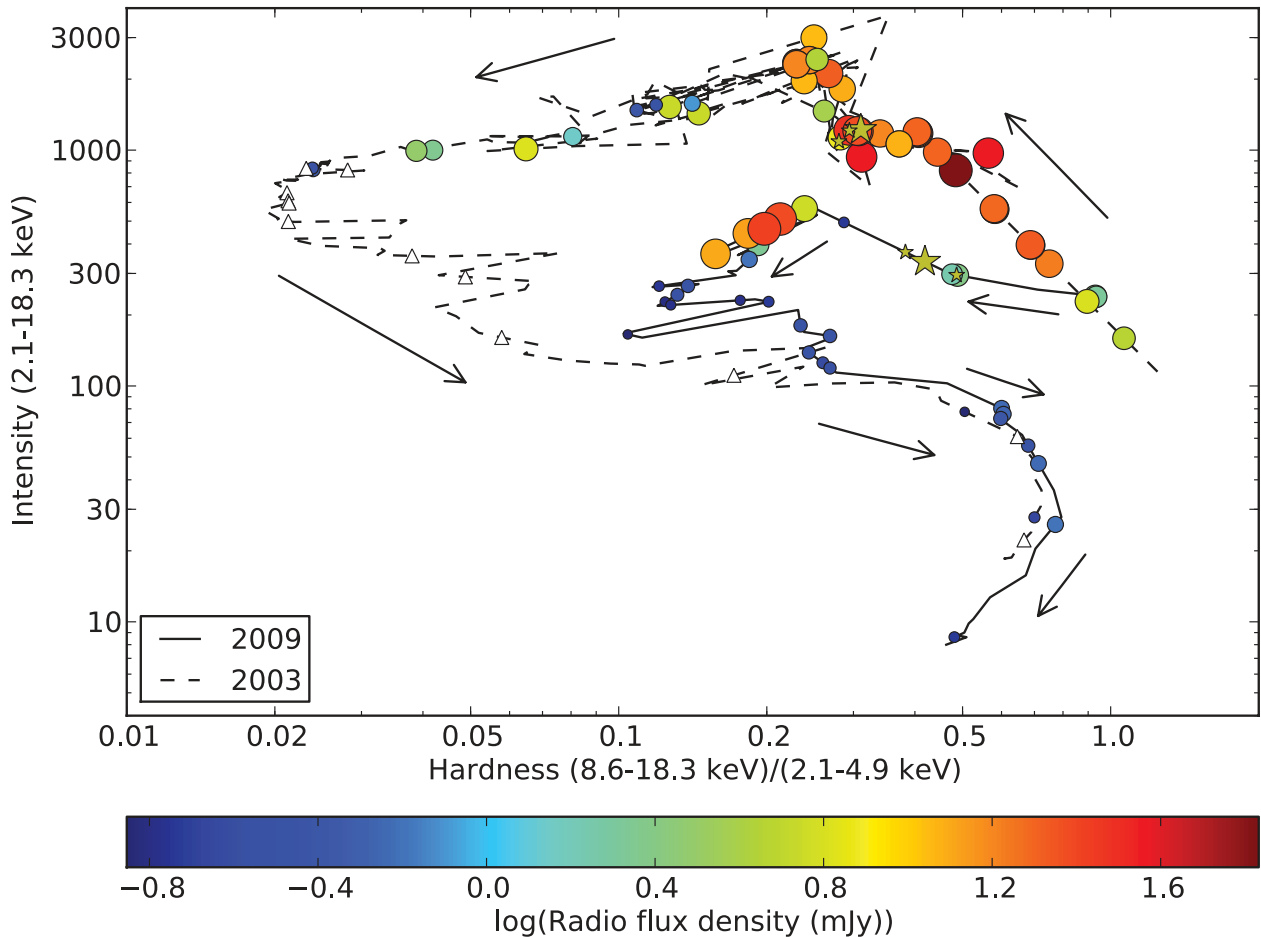 3000
1000
300
100
30
10
Intensity (2.1-18.3 keV)
2009
2003
0.01 0.02 0.05 0.1 0.2 0.5 1.0
Hardness (8.6-18.3 keV)/(2.1-4.9 keV)
−0.8 −0.4 0.0 0.4 0.8 1.2 1.6
log(Radio flux density (mJy))